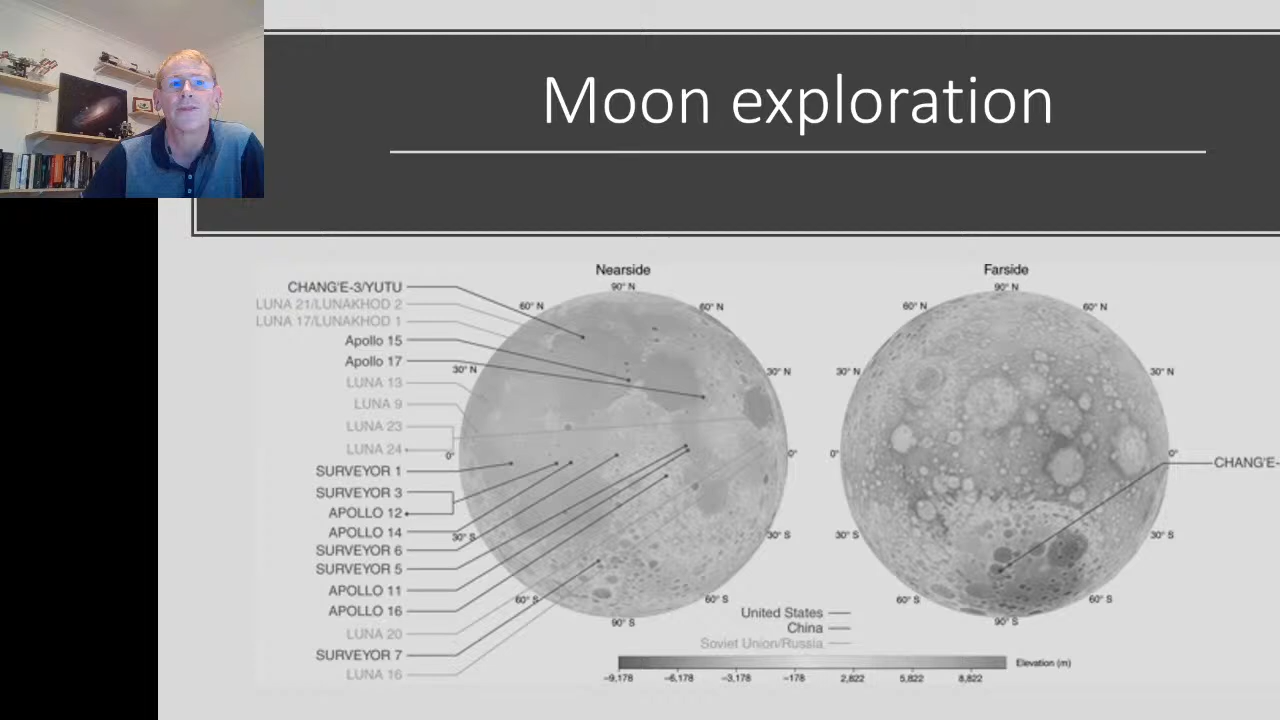 Moon exploration
Nearside
Farside
90° N
90° N
60° N
60° N
60° N
60° N
CHANG'E-3/YUTU
LUNA 21/LUNAKHOD 2
LUNA 17/LUNAKHOD 1
Apollo 15
Apollo 17
30° N
30° N
30° N
30° N
LUNA 13
LUNA 9
LUNA 23
LUNA 24
0°
0°
0°
0°
CHANG'E-
SURVEYOR 1
SURVEYOR 3
APOLLO 12
APOLLO 14
30° S
30° S
30° S
30° S
SURVEYOR 6
SURVEYOR 5
APOLLO 11
APOLLO 16
60° S
60° S
60° S
60° S
LUNA 20
SURVEYOR 7
LUNA 16
90° S
90° S
United States
China
Soviet Union/Russia
Elevation (m)
–9,178
–6,178
–3,178
–178
2,822
5,822
8,822